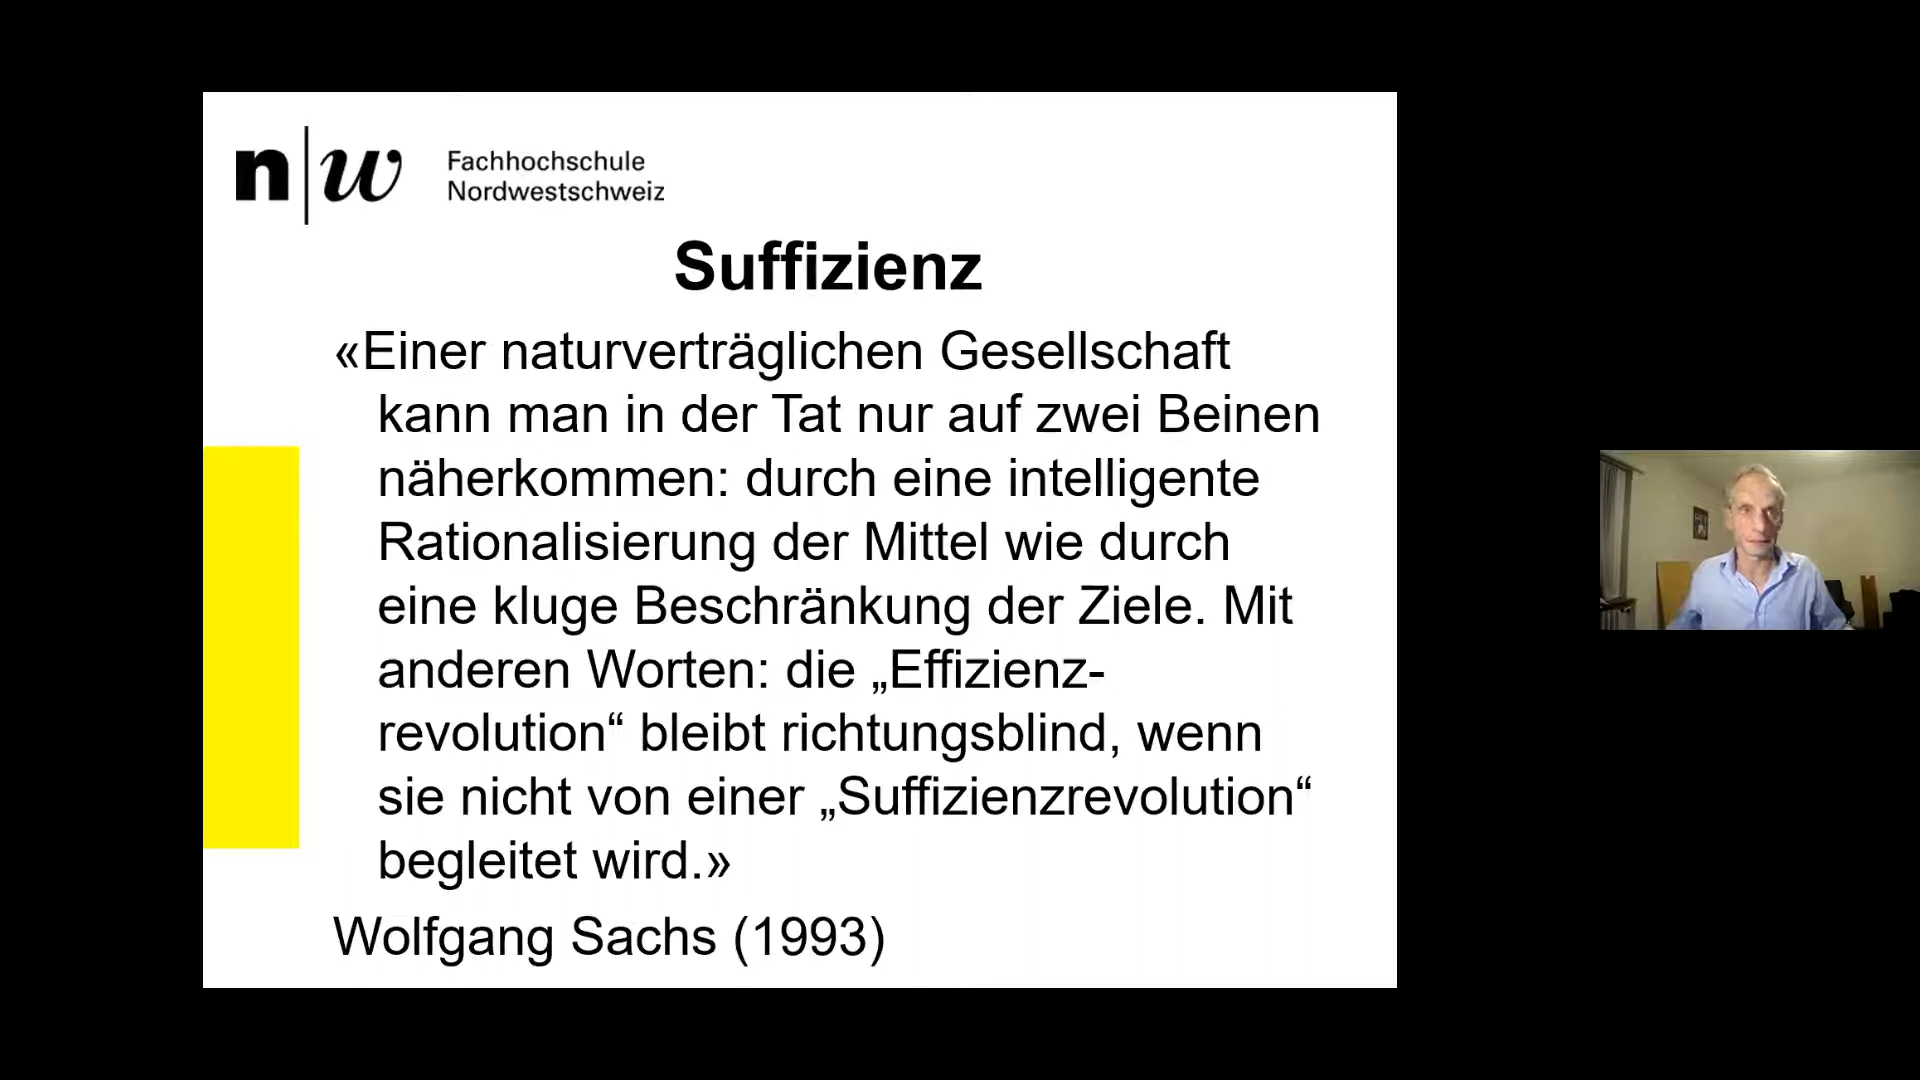 n|w
Fachhochschule
Nordwestschweiz
Suffizienz
«Einer naturverträglichen Gesellschaft
kann man in der Tat nur auf zwei Beinen
näherkommen: durch eine intelligente
Rationalisierung der Mittel wie durch
eine kluge Beschränkung der Ziele. Mit
anderen Worten: die „Effizienz-
revolution“ bleibt richtungsblind, wenn
sie nicht von einer „Suffizienzrevolution“
begleitet wird.»
Wolfgang Sachs (1993)